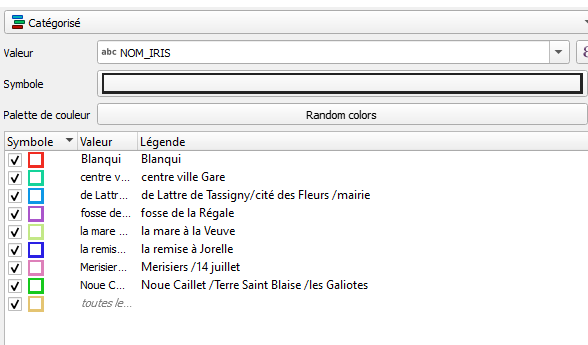 Catégorisé
Valeur abc NOM_IRIS ε
Symbole
Palette de couleur Random colors
Symbole Valeur Légende
Blanqui Blanqui
centre v... centre ville Gare
de Lattr... de Lattre de Tassigny/cité des Fleurs /mairie
fosse de... fosse de la Régale
la mare ... la mare à la Veuve
la remis... la remise à Jorelle
Merisier... Merisiers /14 juillet
Noue C... Noue Caillet /Terre Saint Blaise /les Galiotes
toutes le...